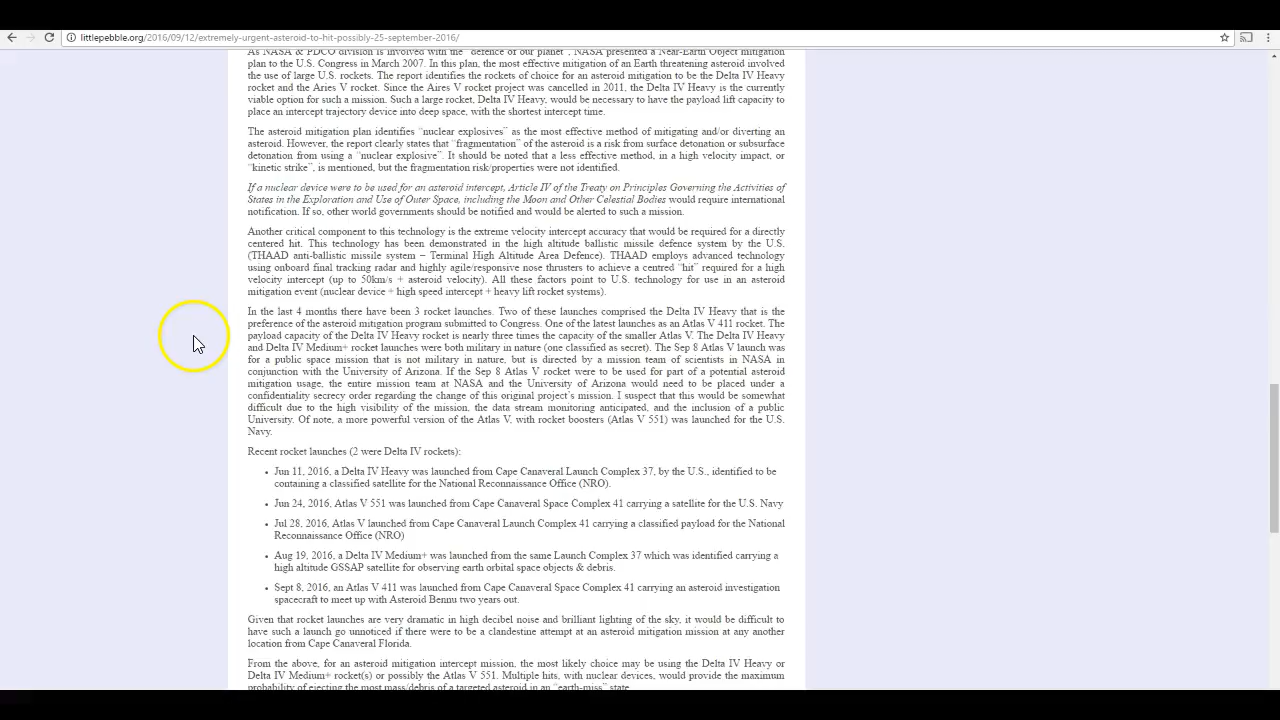 littlepebble.org/2016/09/12/extremely-urgent-asteroid-to-hit-possibly-25-september-2016/
As NASA & PDCO division is involved with the "defence of our planet", NASA presented a Near-Earth Object mitigation
plan to the U.S. Congress in March 2007. In this plan, the most effective mitigation of an Earth threatening asteroid involved
the use of large U.S. rockets. The report identifies the rockets of choice for an asteroid mitigation to be the Delta IV Heavy
rocket and the Aries V rocket. Since the Aires V rocket project was cancelled in 2011, the Delta IV Heavy is the currently
viable option for such a mission. Such a large rocket, Delta IV Heavy, would be necessary to have the payload lift capacity to
place an intercept trajectory device into deep space, with the shortest intercept time.
The asteroid mitigation plan identifies "nuclear explosives" as the most effective method of mitigating and/or diverting an
asteroid. However, the report clearly states that "fragmentation" of the asteroid is a risk from surface detonation or subsurface
detonation from using a "nuclear explosive". It should be noted that a less effective method, in a high velocity impact, or
"kinetic strike", is mentioned, but the fragmentation risk/properties were not identified.
If a nuclear device were to be used for an asteroid intercept, Article IV of the Treaty on Principles Governing the Activities of
States in the Exploration and Use of Outer Space, including the Moon and Other Celestial Bodies would require international
notification. If so, other world governments should be notified and would be alerted to such a mission.
Another critical component to this technology is the extreme velocity intercept accuracy that would be required for a directly
centered hit. This technology has been demonstrated in the high altitude ballistic missile defence system by the U.S.
(THAAD anti-ballistic missile system – Terminal High Altitude Area Defence). THAAD employs advanced technology
using onboard final tracking radar and highly agile/responsive nose thrusters to achieve a centred "hit" required for a high
velocity intercept (up to 50km/s + asteroid velocity). All these factors point to U.S. technology for use in an asteroid
mitigation event (nuclear device + high speed intercept + heavy lift rocket systems).
In the last 4 months there have been 3 rocket launches. Two of these launches comprised the Delta IV Heavy that is the
preference of the asteroid mitigation program submitted to Congress. One of the latest launches as an Atlas V 411 rocket. The
payload capacity of the Delta IV Heavy rocket is nearly three times the capacity of the smaller Atlas V. The Delta IV Heavy
and Delta IV Medium+ rocket launches were both military in nature (one classified as secret). The Sep 8 Atlas V launch was
for a public space mission that is not military in nature, but is directed by a mission team of scientists in NASA in
conjunction with the University of Arizona. If the Sep 8 Atlas V rocket were to be used for part of a potential asteroid
mitigation usage, the entire mission team at NASA and the University of Arizona would need to be placed under a
confidentiality secrecy order regarding the change of this original project's mission. I suspect that this would be somewhat
difficult due to the high visibility of the mission, the data stream monitoring anticipated, and the inclusion of a public
University. Of note, a more powerful version of the Atlas V, with rocket boosters (Atlas V 551) was launched for the U.S.
Navy.
Recent rocket launches (2 were Delta IV rockets):
• Jun 11, 2016, a Delta IV Heavy was launched from Cape Canaveral Launch Complex 37, by the U.S., identified to be
containing a classified satellite for the National Reconnaissance Office (NRO).
• Jun 24, 2016, Atlas V 551 was launched from Cape Canaveral Space Complex 41 carrying a satellite for the U.S. Navy
• Jul 28, 2016, Atlas V launched from Cape Canaveral Launch Complex 41 carrying a classified payload for the National
Reconnaissance Office (NRO)
• Aug 19, 2016, a Delta IV Medium+ was launched from the same Launch Complex 37 which was identified carrying a
high altitude GSSAP satellite for observing earth orbital space objects & debris.
• Sept 8, 2016, an Atlas V 411 was launched from Cape Canaveral Space Complex 41 carrying an asteroid investigation
spacecraft to meet up with Asteroid Bennu two years out.
Given that rocket launches are very dramatic in high decibel noise and brilliant lighting of the sky, it would be difficult to
have such a launch go unnoticed if there were to be a clandestine attempt at an asteroid mitigation mission at any another
location from Cape Canaveral Florida.
From the above, for an asteroid mitigation intercept mission, the most likely choice may be using the Delta IV Heavy or
Delta IV Medium+ rocket(s) or possibly the Atlas V 551. Multiple hits, with nuclear devices, would provide the maximum
probability of ejecting the most mass/debris of a targeted asteroid in an "earth-miss" state